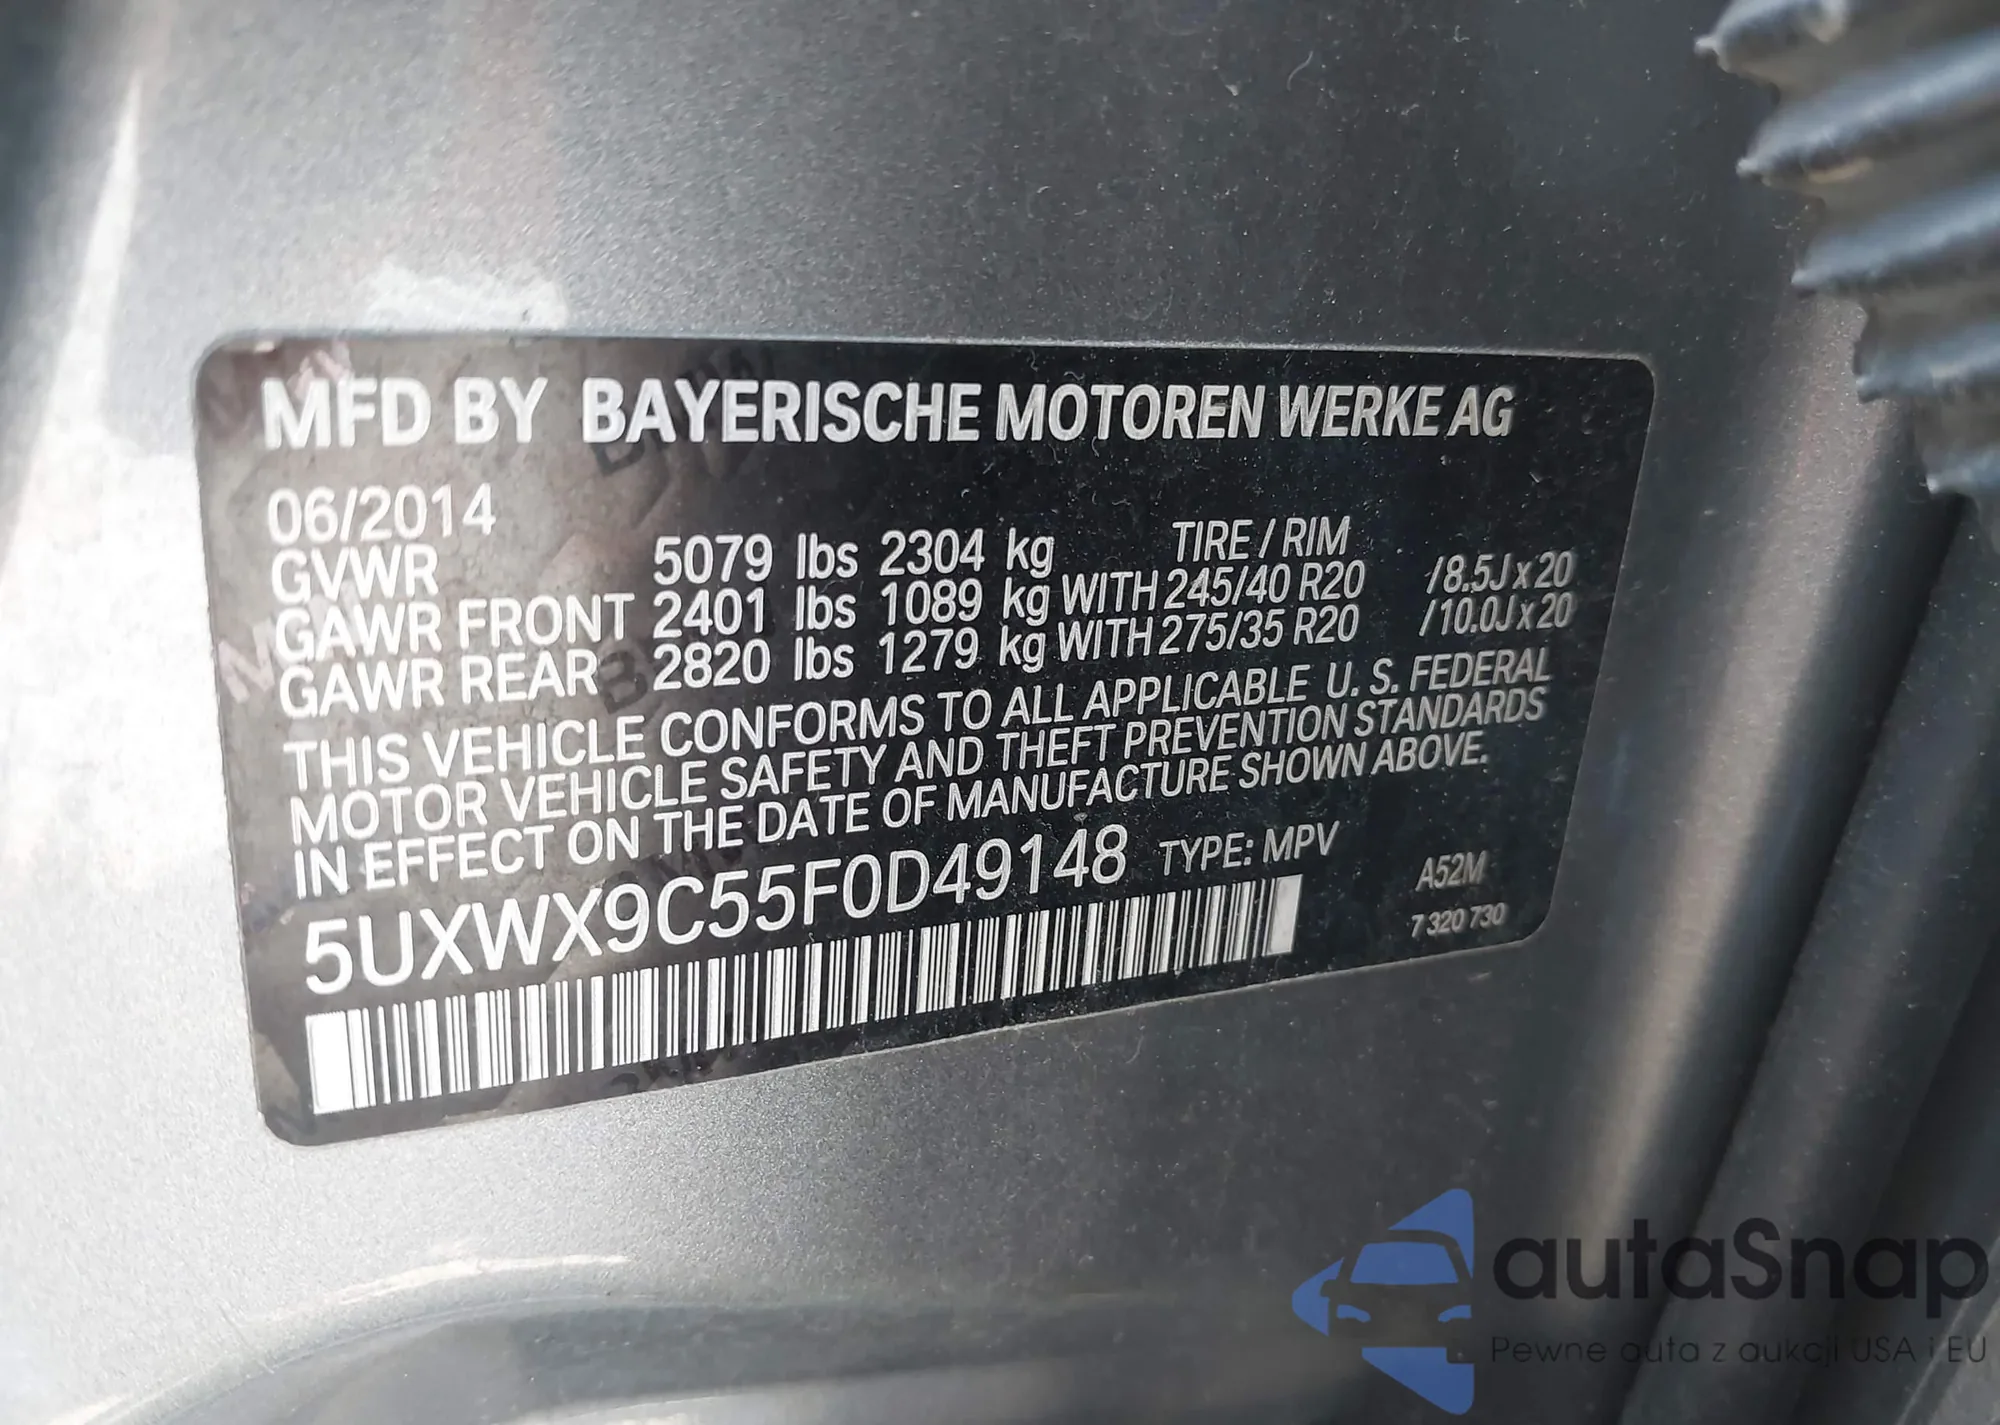 MFD BY BAYERISCHE MOTOREN WERKE AG
06/2014 TIRE / RIM
GVWR 5079 lbs 2304 kg
GAWR FRONT 2401 lbs 1089 kg WITH 245/40 R20 /8.5J x 20
GAWR REAR 2820 lbs 1279 kg WITH 275/35 R20 /10.0J x 20
THIS VEHICLE CONFORMS TO ALL APPLICABLE U. S. FEDERAL
MOTOR VEHICLE SAFETY AND THEFT PREVENTION STANDARDS
IN EFFECT ON THE DATE OF MANUFACTURE SHOWN ABOVE.
5UXWX9C55F0D49148 TYPE: MPV
A52M
7 320 730
autaSnap
Pewne auta z aukcji USA i EU